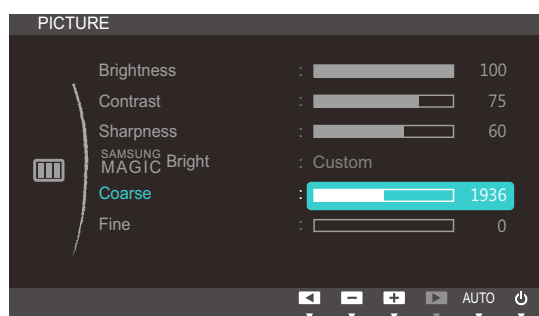 PICTURE
Brightness : 100
Contrast : 75
Sharpness : 60
SAMSUNG
MAGIC Bright : Custom
Coarse : 1936
Fine : 0
AUTO